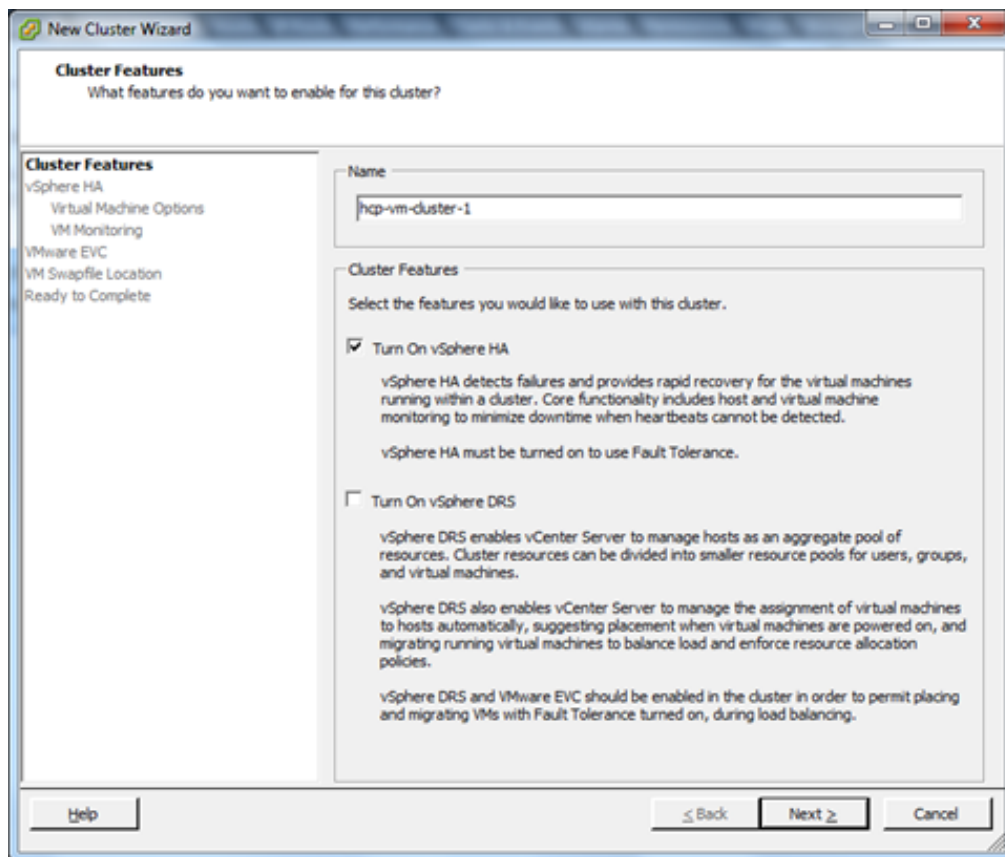 New Cluster Wizard
Cluster Features
What features do you want to enable for this cluster?
Cluster Features
vSphere HA
Virtual Machine Options
VM Monitoring
VMware EVC
VM Swapfile Location
Ready to Complete
Name
hcp-vm-cluster-1
Cluster Features
Select the features you would like to use with this cluster.
Turn On vSphere HA
vSphere HA detects failures and provides rapid recovery for the virtual machines
running within a cluster. Core functionality includes host and virtual machine
monitoring to minimize downtime when heartbeats cannot be detected.
vSphere HA must be turned on to use Fault Tolerance.
Turn On vSphere DRS
vSphere DRS enables vCenter Server to manage hosts as an aggregate pool of
resources. Cluster resources can be divided into smaller resource pools for users, groups,
and virtual machines.
vSphere DRS also enables vCenter Server to manage the assignment of virtual machines
to hosts automatically, suggesting placement when virtual machines are powered on, and
migrating running virtual machines to balance load and enforce resource allocation
policies.
vSphere DRS and VMware EVC should be enabled in the cluster in order to permit placing
and migrating VMs with Fault Tolerance turned on, during load balancing.
Help
≤ Back
Next ≥
Cancel